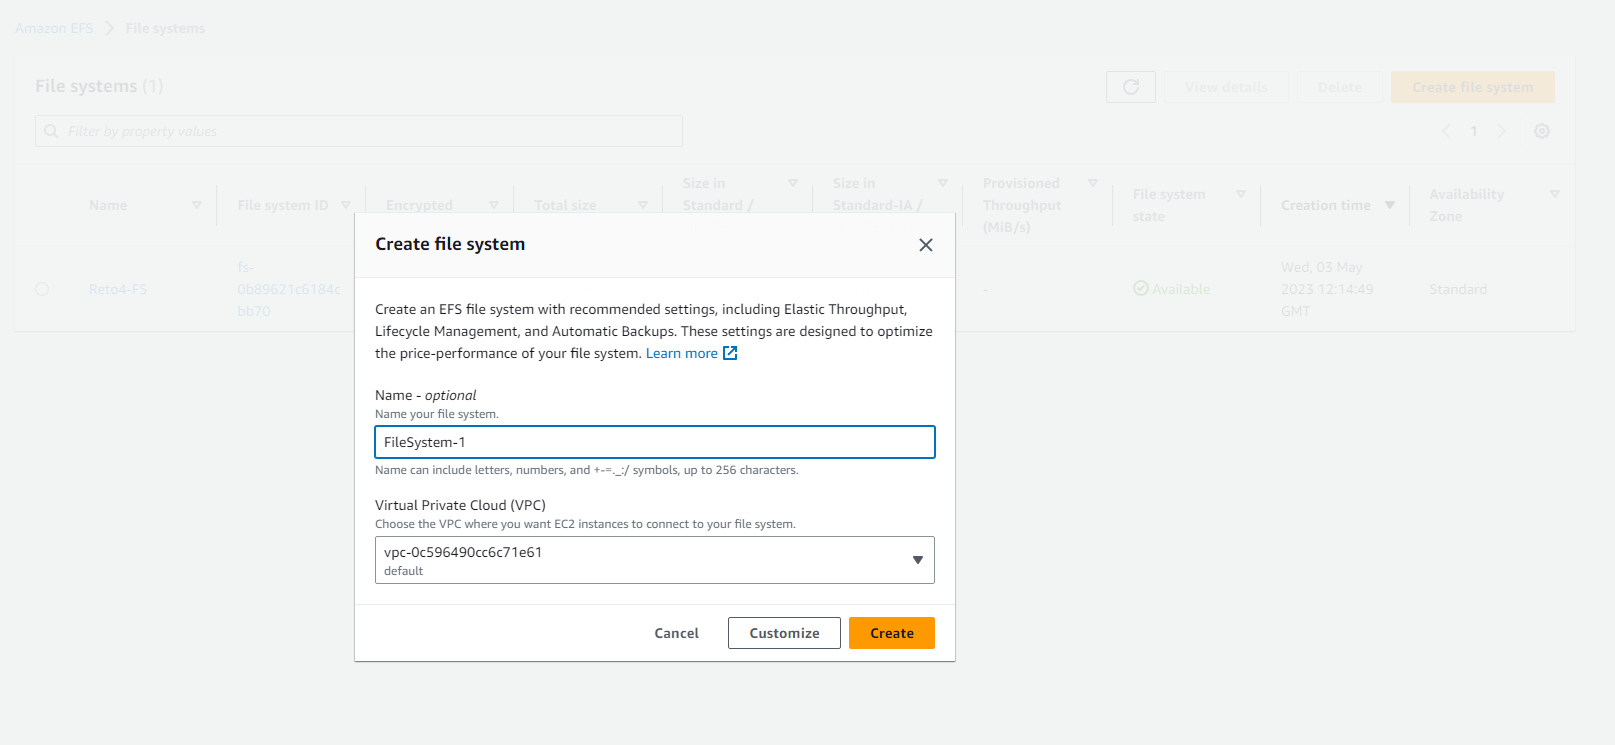 Amazon EFS > File systems
File systems (1)
View details
Delete
Create file system
Filter by property values
1
Name
File system ID
Encrypted
Total size
Size in
Standard /
Size in
Standard-IA /
Provisioned
Throughput
(MiB/s)
File system
state
Creation time
Availability
Zone
Reto4-FS
fs-
0b89621c6184c
bb70
-
Available
Wed, 03 May
2023 12:14:49
GMT
Standard
Create file system
Create an EFS file system with recommended settings, including Elastic Throughput,
Lifecycle Management, and Automatic Backups. These settings are designed to optimize
the price-performance of your file system. Learn more
Name - optional
Name your file system.
FileSystem-1
Name can include letters, numbers, and +-=._:/ symbols, up to 256 characters.
Virtual Private Cloud (VPC)
Choose the VPC where you want EC2 instances to connect to your file system.
vpc-0c596490cc6c71e61
default
Cancel
Customize
Create